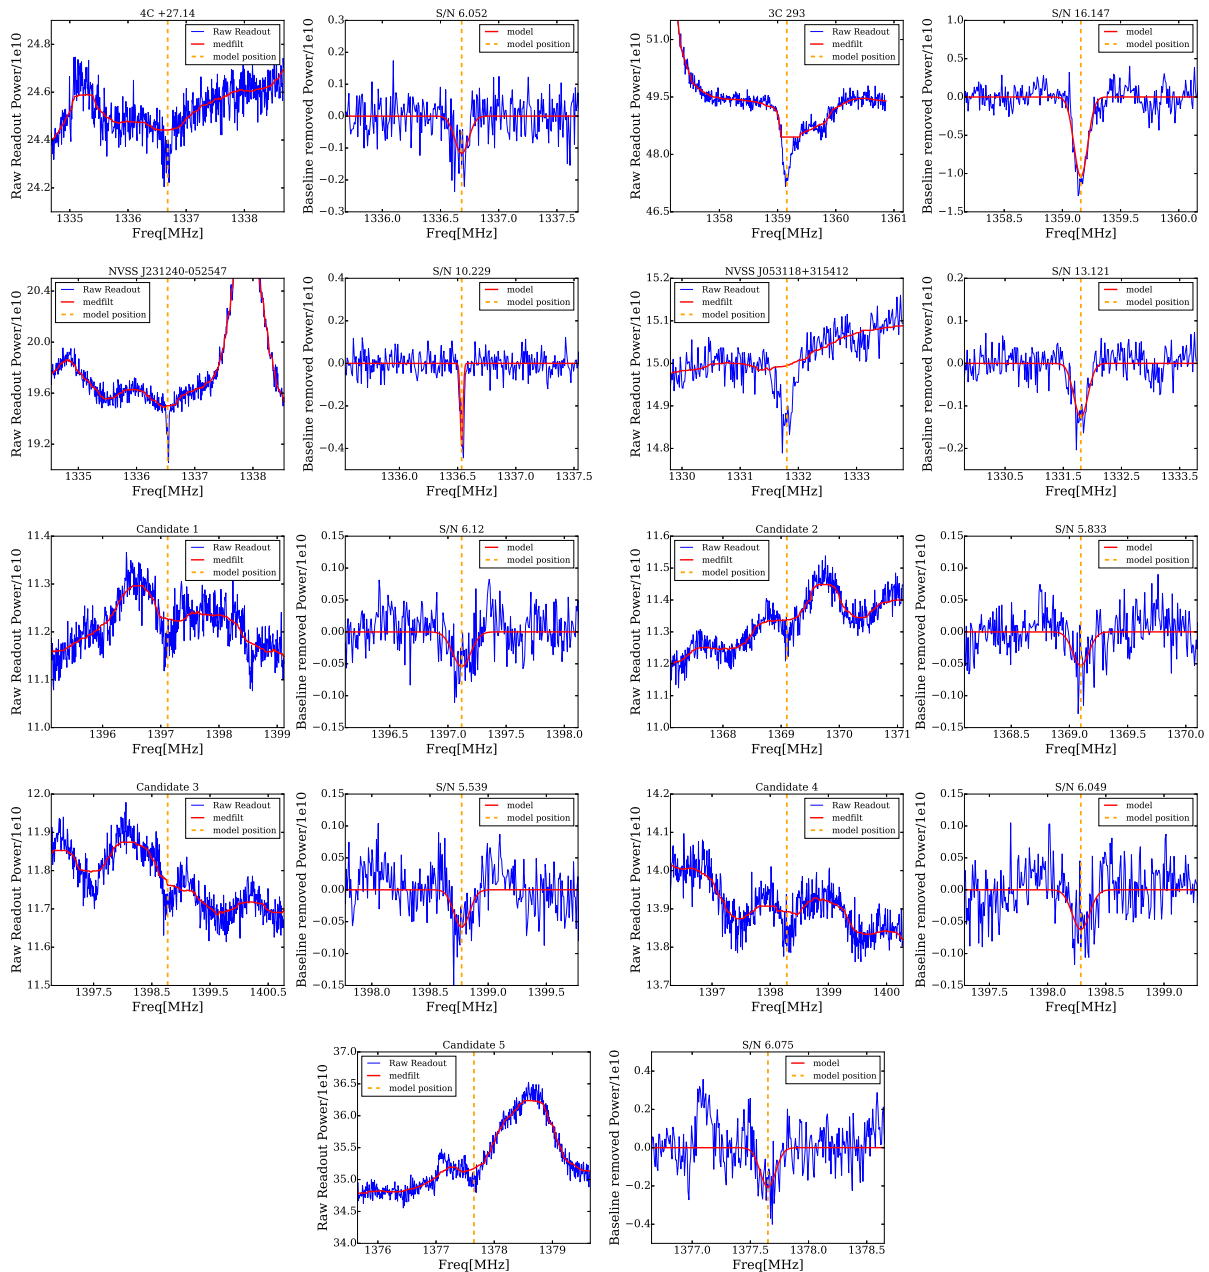 4C +27.14
Raw Readout Power/1e10
24.8
24.6
24.4
24.2
Raw Readout
medfilt
model position
1335 1336 1337 1338
Freq[MHz]
S/N 6.052
Baseline removed Power/1e10
0.3
0.2
0.1
0.0
−0.1
−0.2
−0.3
model
model position
1336.0 1336.5 1337.0 1337.5
Freq[MHz]
3C 293
Raw Readout Power/1e10
51.5
49.5
48.0
46.5
Raw Readout
medfilt
model position
1358 1359 1360 1361
Freq[MHz]
S/N 16.147
Baseline removed Power/1e10
1.0
0.5
0.0
−0.5
−1.0
−1.5
model
model position
1358.5 1359.0 1359.5 1360.0
Freq[MHz]
NVSS J231240-052547
Raw Readout Power/1e10
20.4
20.0
19.6
19.2
Raw Readout
medfilt
model position
1335 1336 1337 1338
Freq[MHz]
S/N 10.229
Baseline removed Power/1e10
0.4
0.2
0.0
−0.2
−0.4
model
model position
1336.0 1336.5 1337.0 1337.5
Freq[MHz]
NVSS J053118+315412
Raw Readout Power/1e10
15.2
15.1
15.0
14.9
14.8
Raw Readout
medfilt
model position
1330 1331 1332 1333
Freq[MHz]
S/N 13.121
Baseline removed Power/1e10
0.2
0.1
0.0
−0.1
−0.2
model
model position
1330.5 1331.5 1332.5 1333.5
Freq[MHz]
Candidate 1
Raw Readout Power/1e10
11.4
11.3
11.2
11.1
11.0
Raw Readout
medfilt
model position
1396 1397 1398 1399
Freq[MHz]
S/N 6.12
Baseline removed Power/1e10
0.15
0.10
0.05
0.00
−0.05
−0.10
−0.15
model
model position
1396.5 1397.0 1397.5 1398.0
Freq[MHz]
Candidate 2
Raw Readout Power/1e10
11.6
11.5
11.4
11.3
11.2
11.1
11.0
Raw Readout
medfilt
model position
1368 1369 1370 1371
Freq[MHz]
S/N 5.833
Baseline removed Power/1e10
0.15
0.10
0.05
0.00
−0.05
−0.10
−0.15
model
model position
1368.5 1369.0 1369.5 1370.0
Freq[MHz]
Candidate 3
Raw Readout Power/1e10
12.0
11.9
11.8
11.7
11.6
11.5
Raw Readout
medfilt
model position
1397.5 1398.5 1399.5 1400.5
Freq[MHz]
S/N 5.539
Baseline removed Power/1e10
0.15
0.10
0.05
0.00
−0.05
−0.10
−0.15
model
model position
1398.0 1398.5 1399.0 1399.5
Freq[MHz]
Candidate 4
Raw Readout Power/1e10
14.2
14.1
14.0
13.9
13.8
13.7
Raw Readout
medfilt
model position
1397 1398 1399 1400
Freq[MHz]
S/N 6.049
Baseline removed Power/1e10
0.15
0.10
0.05
0.00
−0.05
−0.10
−0.15
model
model position
1397.5 1398.0 1398.5 1399.0
Freq[MHz]
Candidate 5
Raw Readout Power/1e10
37.0
36.5
36.0
35.5
35.0
34.5
34.0
Raw Readout
medfilt
model position
1376 1377 1378 1379
Freq[MHz]
S/N 6.075
Baseline removed Power/1e10
0.4
0.2
0.0
−0.2
−0.4
model
model position
1377.0 1377.5 1378.0 1378.5
Freq[MHz]